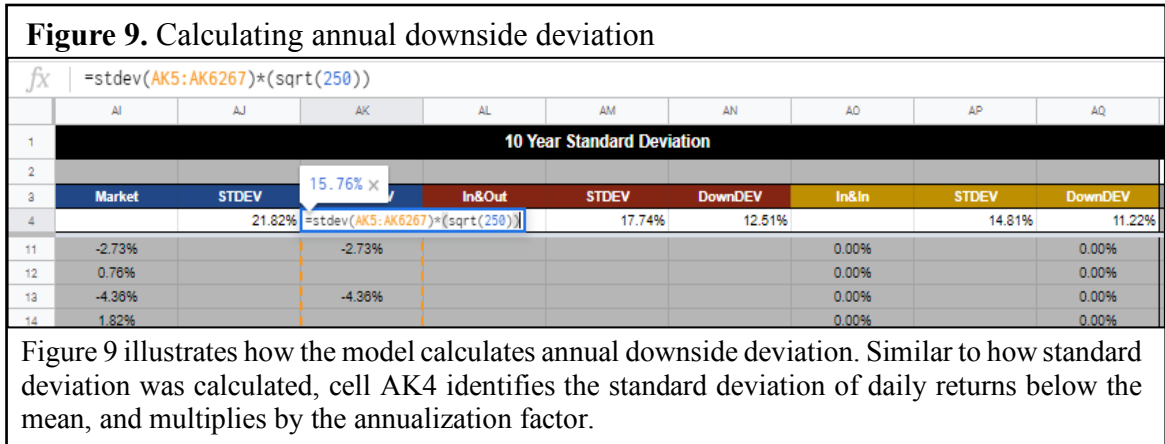 Figure 9. Calculating annual downside deviation
fx =stdev(AK5:AK6267)*(sqrt(250))
AI AJ AK AL AM AN AO AP AQ
1 10 Year Standard Deviation
2 15.76% ×
3 Market STDEV V In&Out STDEV DownDEV In&In STDEV DownDEV
4 21.82% =stdev(AK5:AK6267)*(sqrt(250)) 17.74% 12.51% 14.81% 11.22%
11 -2.73% -2.73% 0.00% 0.00%
12 0.76% 0.00% 0.00%
13 -4.36% -4.36% 0.00% 0.00%
14 1.82% 0.00% 0.00%
Figure 9 illustrates how the model calculates annual downside deviation. Similar to how standard
deviation was calculated, cell AK4 identifies the standard deviation of daily returns below the
mean, and multiplies by the annualization factor.